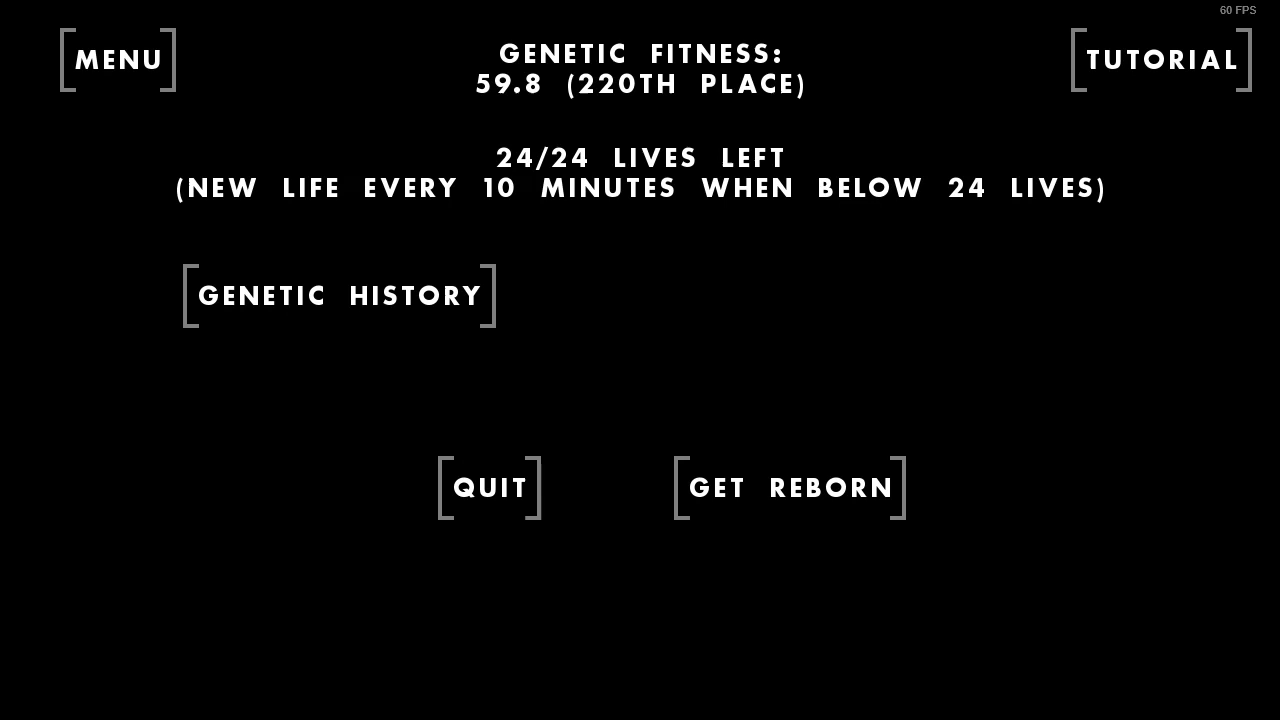 60 FPS
MENU
GENETIC FITNESS:
59.8 (220TH PLACE)
TUTORIAL
24/24 LIVES LEFT
(NEW LIFE EVERY 10 MINUTES WHEN BELOW 24 LIVES)
GENETIC HISTORY
QUIT
GET REBORN